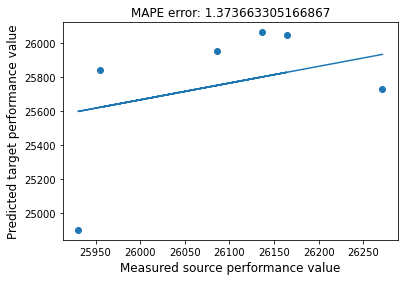 MAPE error: 1.373663305166867
26000
25800
25600
25400
25200
25000
Predicted target performance value
25950 26000 26050 26100 26150 26200 26250
Measured source performance value